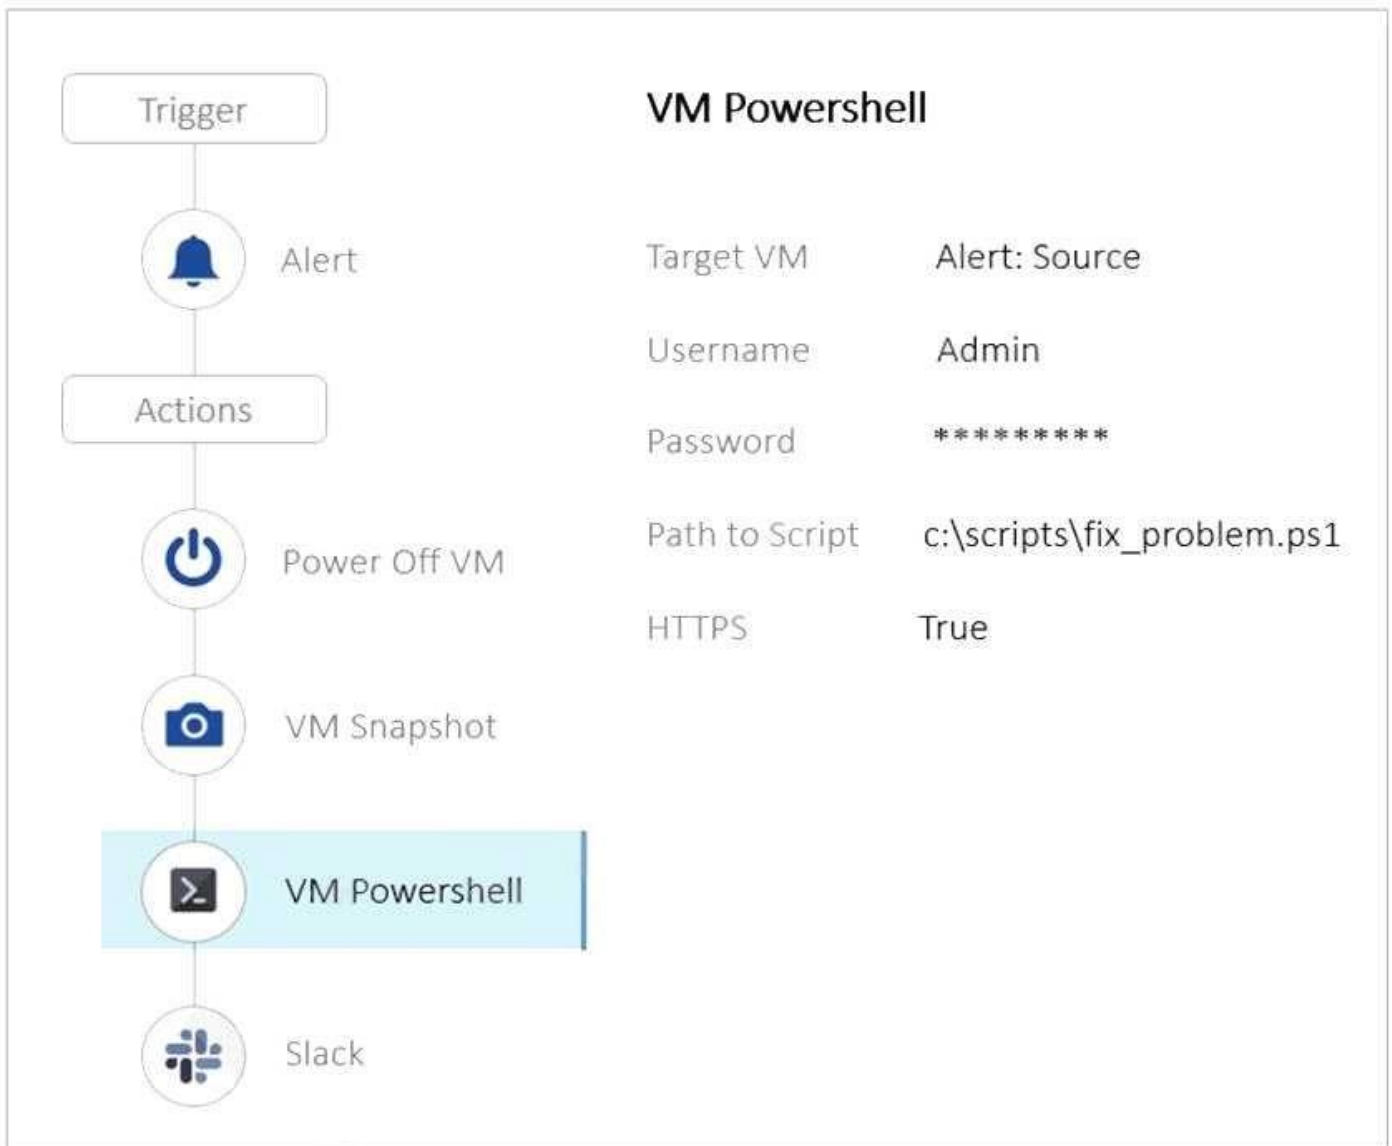 Trigger
Alert
Actions
Power Off VM
VM Snapshot
VM Powershell
Slack
VM Powershell
Target VM Alert: Source
Username Admin
Password *********
Path to Script c:\scripts\fix_problem.ps1
HTTPS True